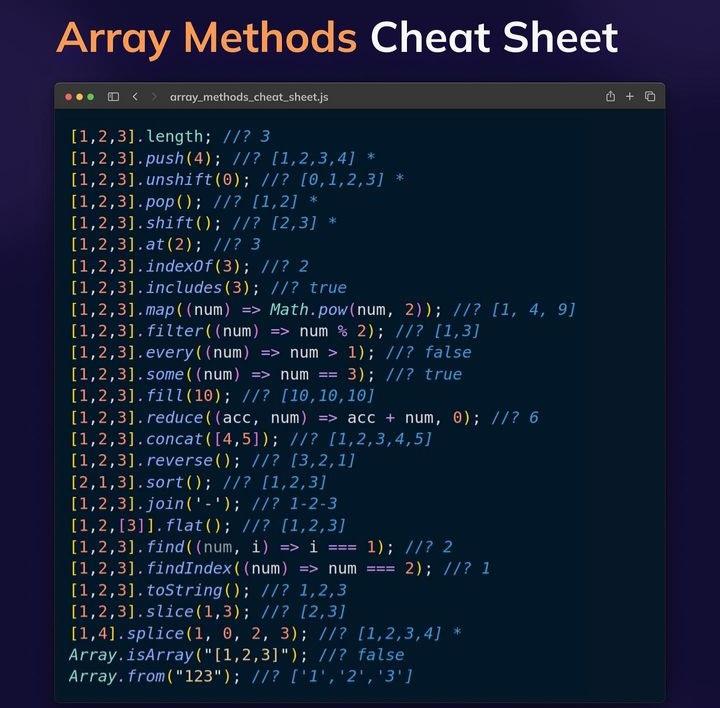 Array Methods Cheat Sheet
array_methods_cheat_sheet.js
[1,2,3].length; //? 3
[1,2,3].push(4); //? [1,2,3,4] *
[1,2,3].unshift(0); //? [0,1,2,3] *
[1,2,3].pop(); //? [1,2] *
[1,2,3].shift(); //? [2,3] *
[1,2,3].at(2); //? 3
[1,2,3].indexOf(3); //? 2
[1,2,3].includes(3); //? true
[1,2,3].map((num) => Math.pow(num, 2)); //? [1, 4, 9]
[1,2,3].filter((num) => num % 2); //? [1,3]
[1,2,3].every((num) => num > 1); //? false
[1,2,3].some((num) => num == 3); //? true
[1,2,3].fill(10); //? [10,10,10]
[1,2,3].reduce((acc, num) => acc + num, 0); //? 6
[1,2,3].concat([4,5]); //? [1,2,3,4,5]
[1,2,3].reverse(); //? [3,2,1]
[2,1,3].sort(); //? [1,2,3]
[1,2,3].join('-'); //? 1-2-3
[1,2,[3]].flat(); //? [1,2,3]
[1,2,3].find((num, i) => i === 1); //? 2
[1,2,3].findIndex((num) => num === 2); //? 1
[1,2,3].toString(); //? 1,2,3
[1,2,3].slice(1,3); //? [2,3]
[1,4].splice(1, 0, 2, 3); //? [1,2,3,4] *
Array.isArray("[1,2,3]"); //? false
Array.from("123"); //? ['1','2','3']